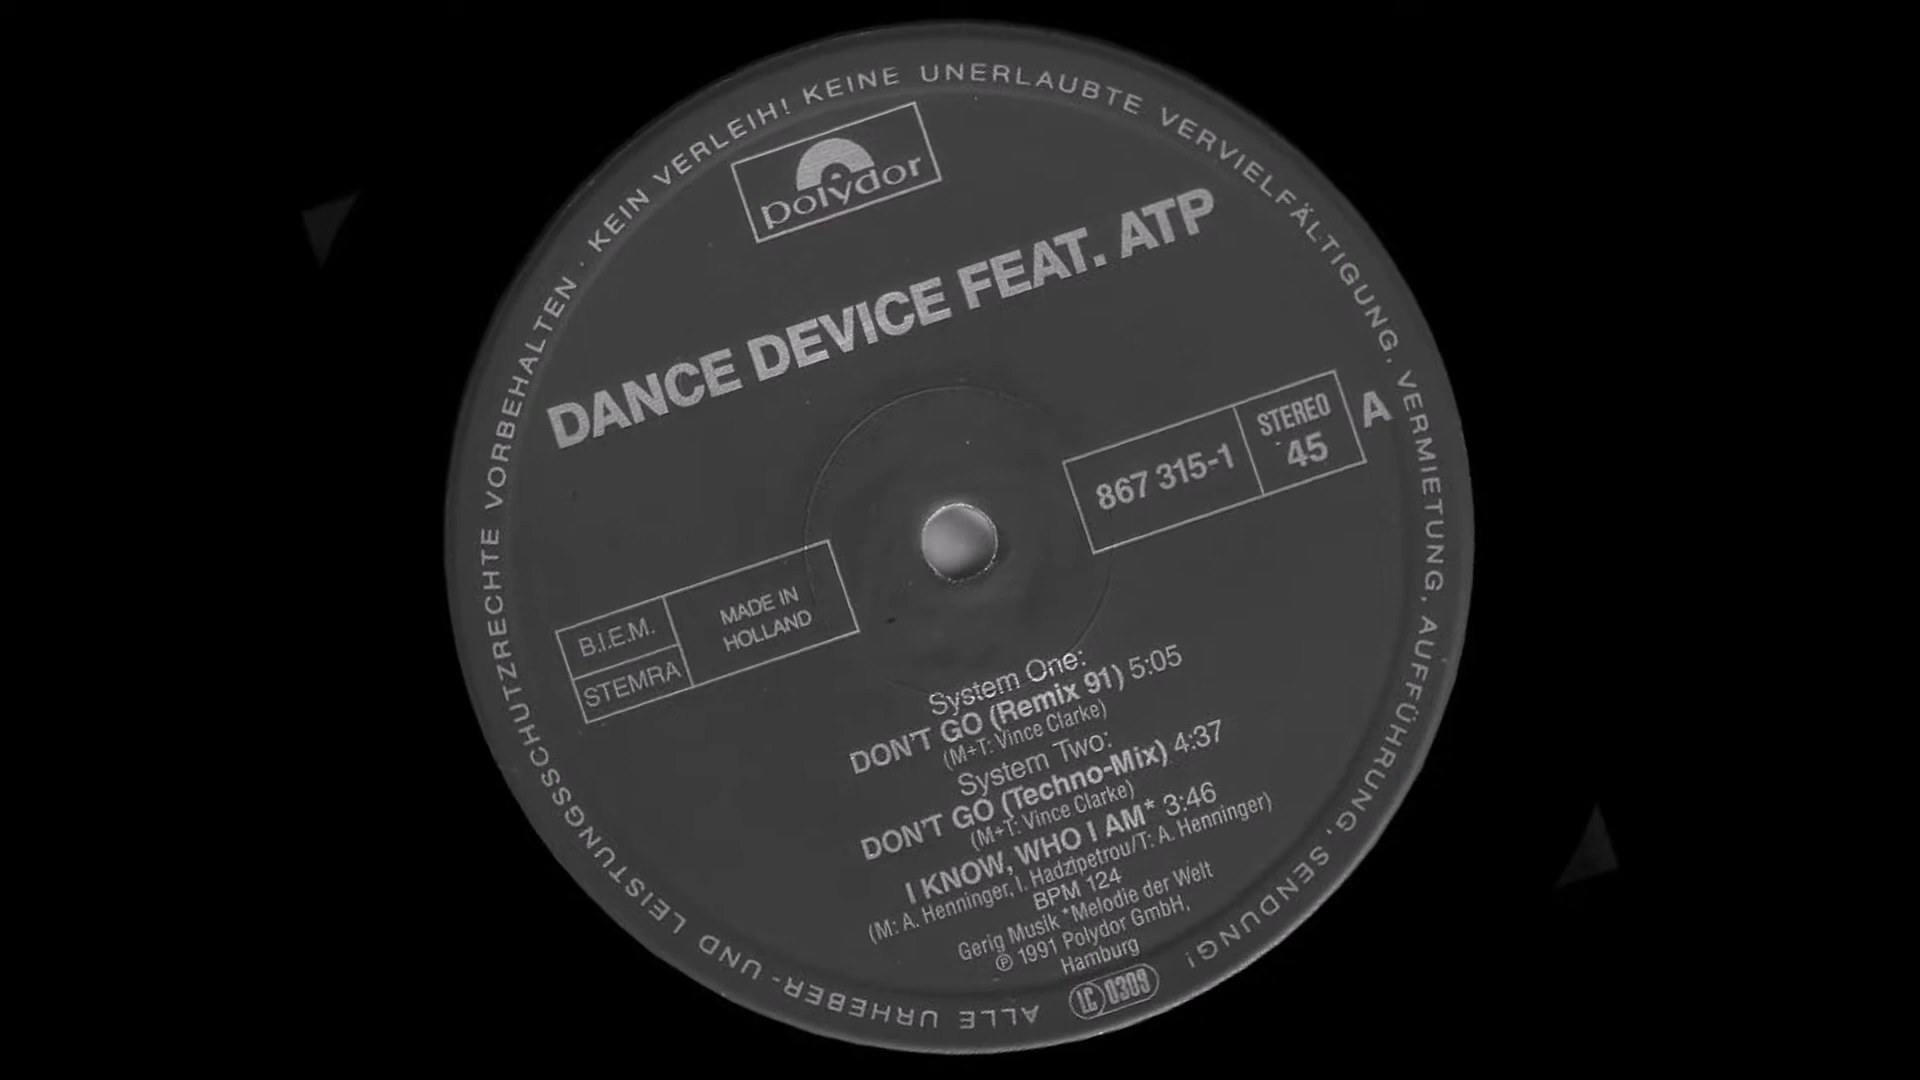 ALLE URHEBER- UND LEISTUNGSSCHUTZRECHTE VORBEHALTEN · KEIN VERLEIH! KEINE UNERLAUBTE VERVIELFÄLTIGUNG, VERMIETUNG, AUFFÜHRUNG, SENDUNG!
polydor
DANCE DEVICE FEAT. ATP
867 315-1
STEREO
45
A
B.I.E.M.
STEMRA
MADE IN
HOLLAND
System One:
DON'T GO (Remix 91) 5:05
(M+T: Vince Clarke)
System Two:
DON'T GO (Techno-Mix) 4:37
(M+T: Vince Clarke)
I KNOW, WHO I AM* 3:46
(M: A. Henninger, I. Hadzipetrou/T: A. Henninger)
BPM 124
Gerig Musik *Melodie der Welt
℗ 1991 Polydor GmbH,
Hamburg
LC 0309